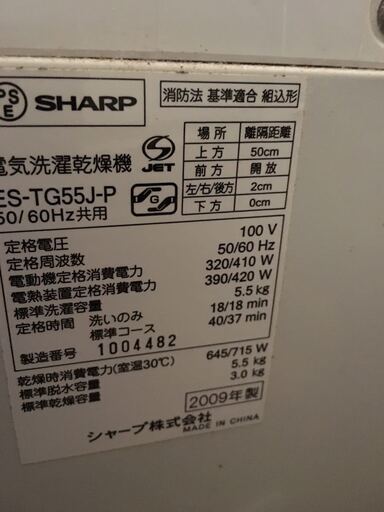 PS
E
SHARP
消防法 基準適合 組込形
電気洗濯乾燥機
JET
ES-TG55J-P
50/60Hz共用
G
場所 離隔距離
上方 50cm
前方 開放
左/右/後方 2cm
下方 0cm
定格電圧 100 V
定格周波数 50/60 Hz
電動機定格消費電力 320/410 W
電熱装置定格消費電力 390/420 W
標準洗濯容量 5.5 kg
定格時間 洗いのみ 18/18 min
標準コース 40/37 min
製造番号 1004482
乾燥時消費電力(室温30℃) 645/715 W
標準脱水容量 5.5 kg
標準乾燥容量 3.0 kg
2009年製
シャープ株式会社
MADE IN CHINA